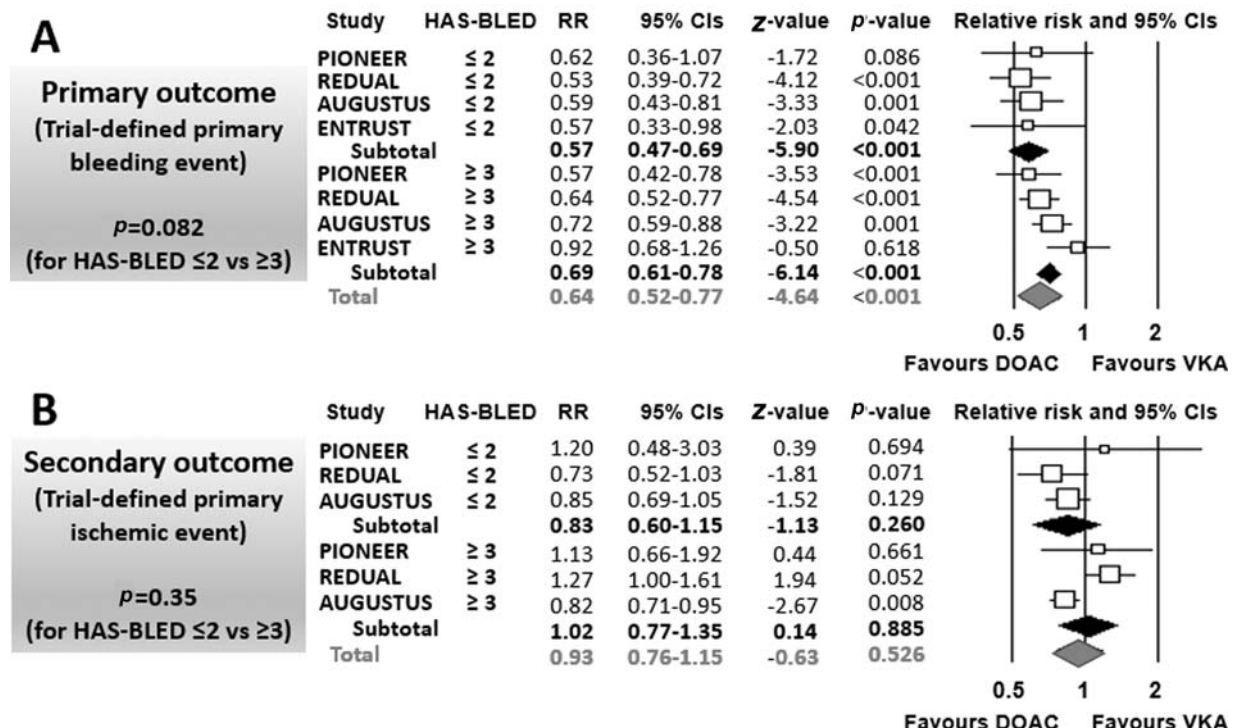 A
Primary outcome
(Trial-defined primary
bleeding event)
p=0.082
(for HAS-BLED ≤2 vs ≥3)
Study HAS-BLED RR 95% CIs z-value p-value Relative risk and 95% CIs
PIONEER ≤ 2 0.62 0.36-1.07 -1.72 0.086
REDUAL ≤ 2 0.53 0.39-0.72 -4.12 <0.001
AUGUSTUS ≤ 2 0.59 0.43-0.81 -3.33 0.001
ENTRUST ≤ 2 0.57 0.33-0.98 -2.03 0.042
Subtotal 0.57 0.47-0.69 -5.90 <0.001
PIONEER ≥ 3 0.57 0.42-0.78 -3.53 <0.001
REDUAL ≥ 3 0.64 0.52-0.77 -4.54 <0.001
AUGUSTUS ≥ 3 0.72 0.59-0.88 -3.22 0.001
ENTRUST ≥ 3 0.92 0.68-1.26 -0.50 0.618
Subtotal 0.69 0.61-0.78 -6.14 <0.001
Total 0.64 0.52-0.77 -4.64 <0.001
0.5 1 2
Favours DOAC Favours VKA
B
Secondary outcome
(Trial-defined primary
ischemic event)
p=0.35
(for HAS-BLED ≤2 vs ≥3)
Study HAS-BLED RR 95% CIs Z-value p-value Relative risk and 95% CIs
PIONEER ≤ 2 1.20 0.48-3.03 0.39 0.694
REDUAL ≤ 2 0.73 0.52-1.03 -1.81 0.071
AUGUSTUS ≤ 2 0.85 0.69-1.05 -1.52 0.129
Subtotal 0.83 0.60-1.15 -1.13 0.260
PIONEER ≥ 3 1.13 0.66-1.92 0.44 0.661
REDUAL ≥ 3 1.27 1.00-1.61 1.94 0.052
AUGUSTUS ≥ 3 0.82 0.71-0.95 -2.67 0.008
Subtotal 1.02 0.77-1.35 0.14 0.885
Total 0.93 0.76-1.15 -0.63 0.526
0.5 1 2
Favours DOAC Favours VKA